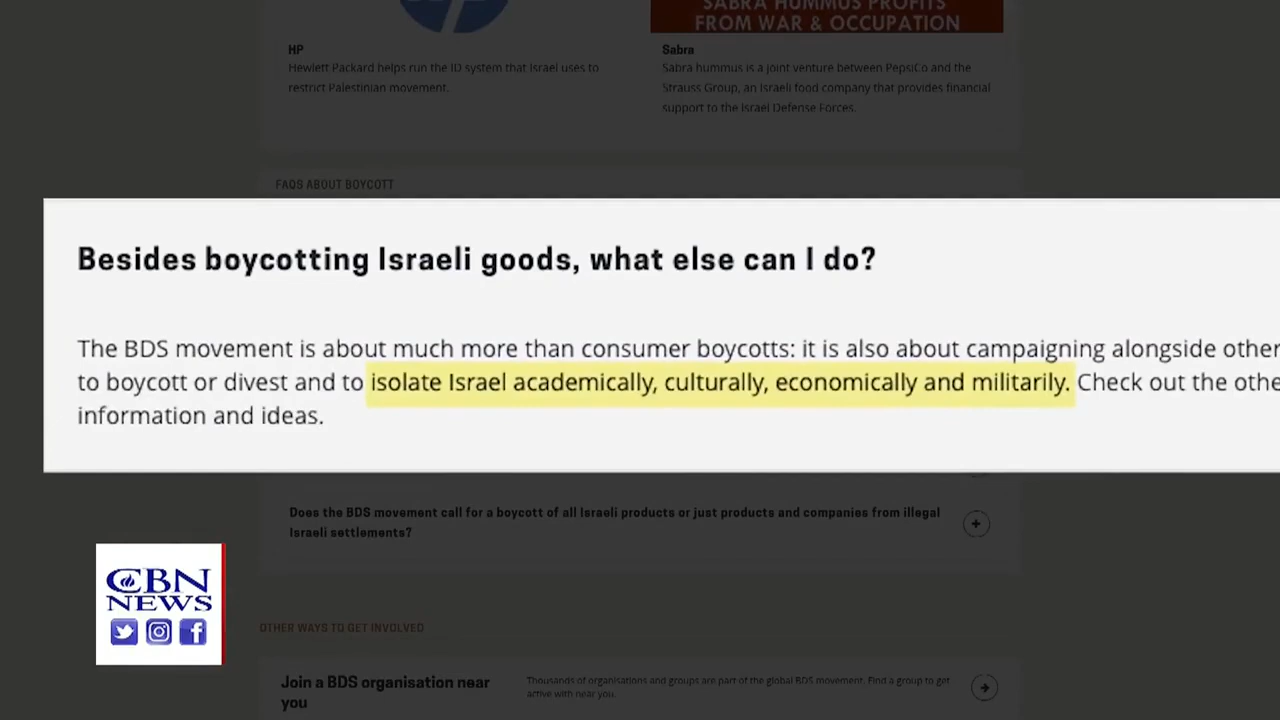 SABRA HUMMUS PROFITS
FROM WAR & OCCUPATION
HP
Hewlett Packard helps run the ID system that Israel uses to
restrict Palestinian movement.
Sabra
Sabra hummus is a joint venture between PepsiCo and the
Strauss Group, an Israeli food company that provides financial
support to the Israel Defense Forces.
FAQS ABOUT BOYCOTT
Besides boycotting Israeli goods, what else can I do?
The BDS movement is about much more than consumer boycotts: it is also about campaigning alongside other
to boycott or divest and to isolate Israel academically, culturally, economically and militarily. Check out the othe
information and ideas.
Does the BDS movement call for a boycott of all Israeli products or just products and companies from illegal
Israeli settlements?
CBN
NEWS
OTHER WAYS TO GET INVOLVED
Join a BDS organisation near
you
Thousands of organisations and groups are part of the global BDS movement. Find a group to get
active with near you.